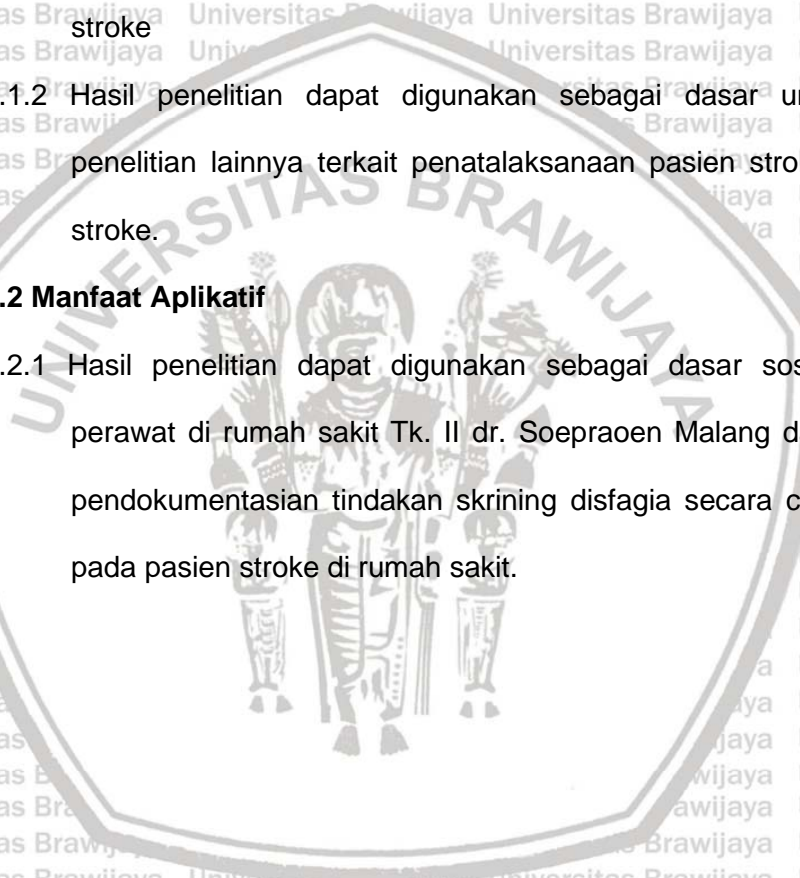 stroke
.1.2 Hasil penelitian dapat digunakan sebagai dasar
penelitian lainnya terkait penatalaksanaan pasien
stroke.
.2 Manfaat Aplikatif
.2.1 Hasil penelitian dapat digunakan sebagai dasar
perawat di rumah sakit Tk. II dr. Soepraoen Malang
pendokumentasian tindakan skrining disfagia secara
pada pasien stroke di rumah sakit.
UNIVERSITAS BRAWIJAYA